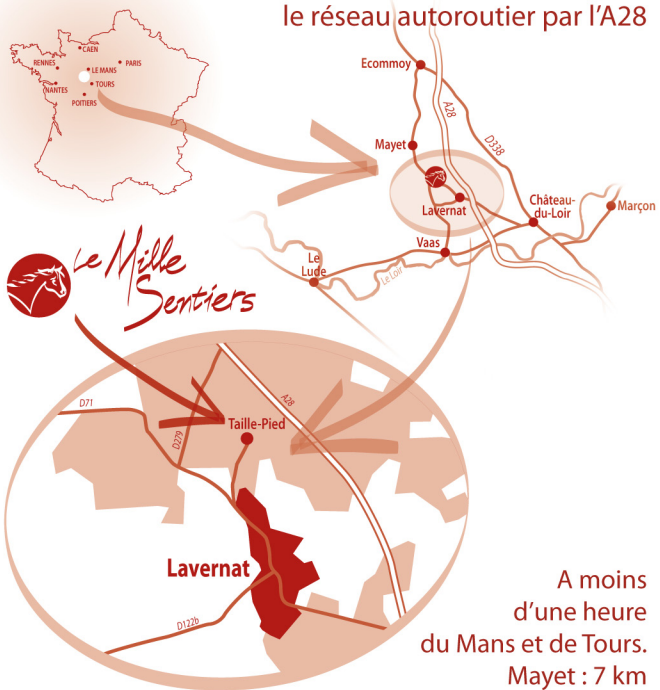 le réseau autoroutier par l'A28
CAEN
RENNES
PARIS
LE MANS
NANTES
TOURS
POITIERS
Ecommoy
A28
D338
Mayet
Lavernat
Château-
du-Loir
Marçon
Vaas
Le
Lude
Le Loir
Le Mille
Sentiers
D71
D279
A28
Taille-Pied
Lavernat
D122b
A moins
d'une heure
du Mans et de Tours.
Mayet : 7 km